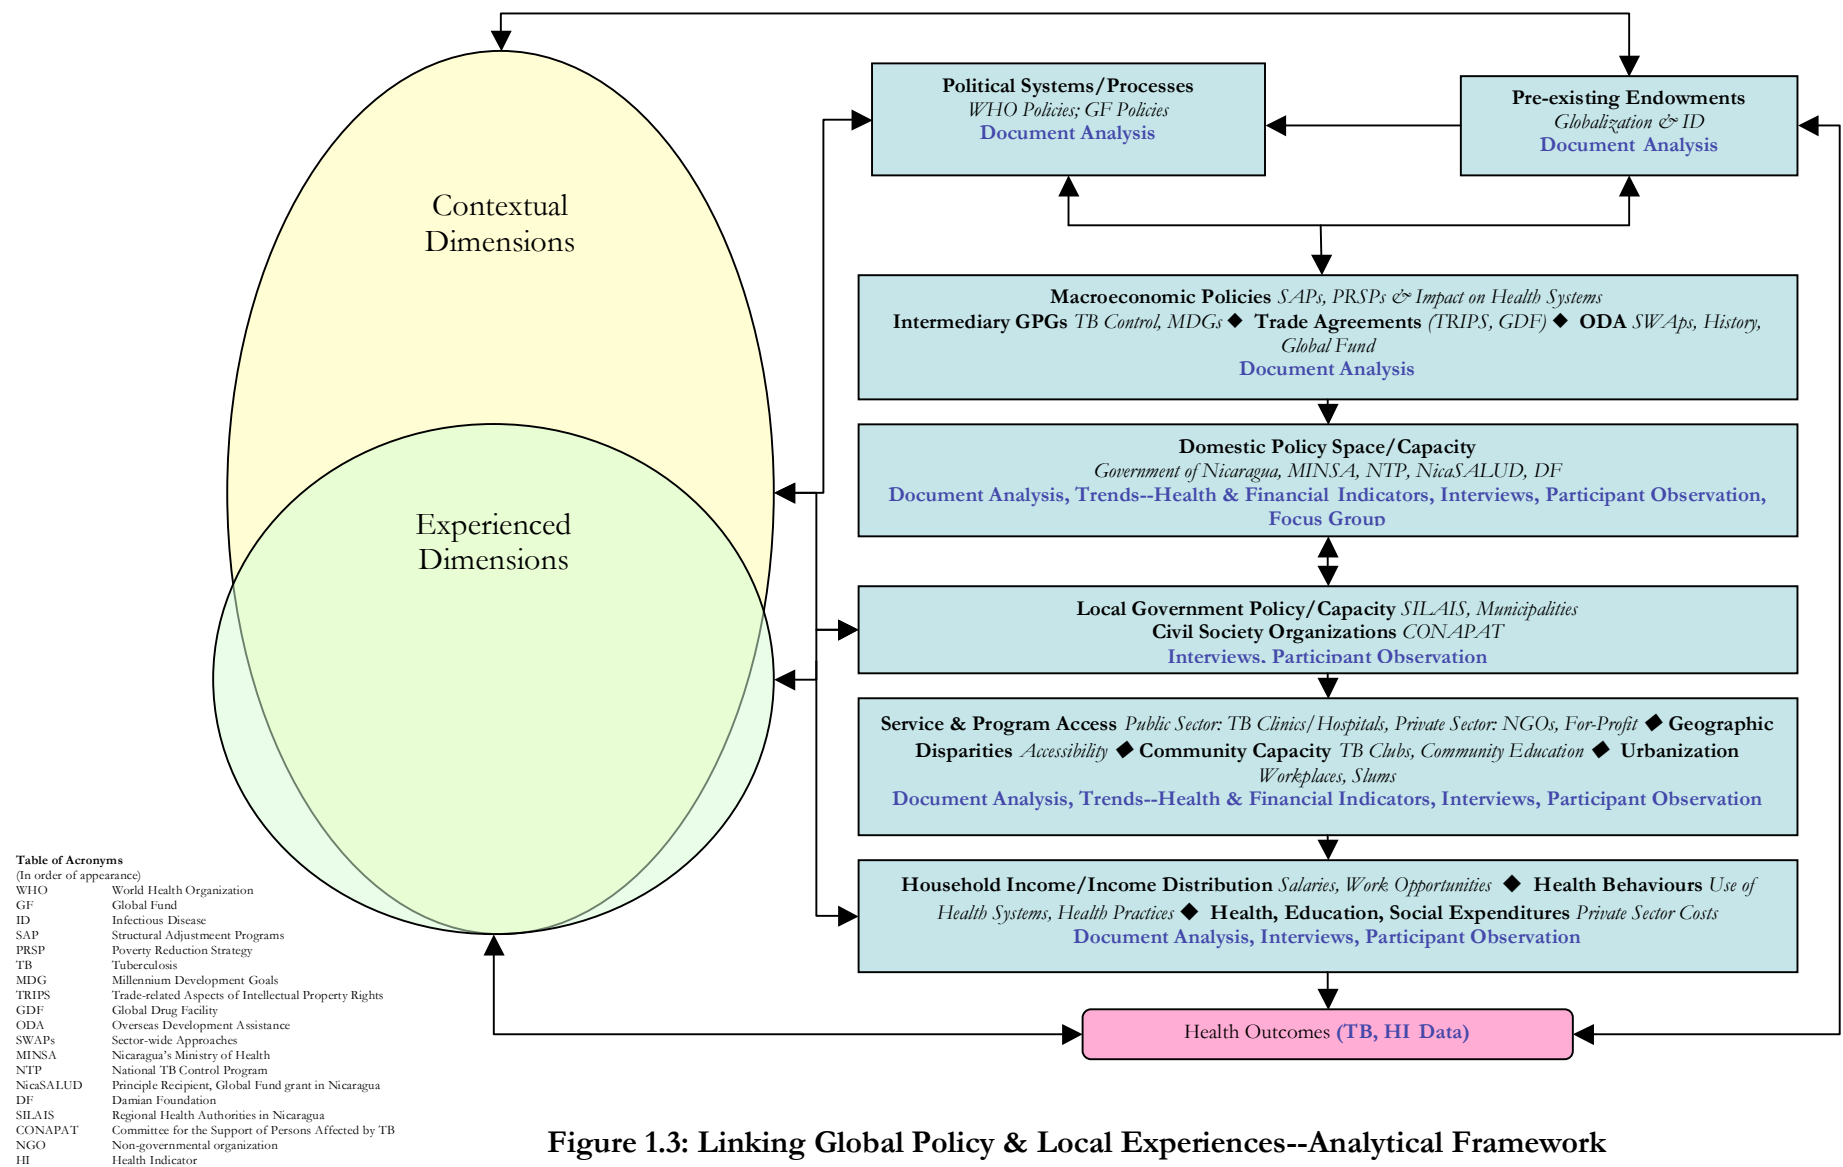 Contextual
Dimensions
Experienced
Dimensions
Political Systems/Processes
WHO Policies; GF Policies
Document Analysis
Pre-existing Endowments
Globalization & ID
Document Analysis
Macroeconomic Policies SAPs, PRSPs & Impact on Health Systems
Intermediary GPGs TB Control, MDGs ◆ Trade Agreements (TRIPS, GDF) ◆ ODA SWAps, History,
Global Fund
Document Analysis
Domestic Policy Space/Capacity
Government of Nicaragua, MINSA, NTP, NicaSALUD, DF
Document Analysis, Trends--Health & Financial Indicators, Interviews, Participant Observation,
Focus Group
Local Government Policy/Capacity SILAIS, Municipalities
Civil Society Organizations CONAPAT
Interviews, Participant Observation
Service & Program Access Public Sector: TB Clinics/Hospitals, Private Sector: NGOs, For-Profit ◆ Geographic
Disparities Accessibility ◆ Community Capacity TB Clubs, Community Education ◆ Urbanization
Workplaces, Slums
Document Analysis, Trends--Health & Financial Indicators, Interviews, Participant Observation
Household Income/Income Distribution Salaries, Work Opportunities ◆ Health Behaviours Use of
Health Systems, Health Practices ◆ Health, Education, Social Expenditures Private Sector Costs
Document Analysis, Interviews, Participant Observation
Health Outcomes (TB, HI Data)
Table of Acronyms
(In order of appearance)
WHO World Health Organization
GF Global Fund
ID Infectious Disease
SAP Structural Adjustment Programs
PRSP Poverty Reduction Strategy
TB Tuberculosis
MDG Millennium Development Goals
TRIPS Trade-related Aspects of Intellectual Property Rights
GDF Global Drug Facility
ODA Overseas Development Assistance
SWAPs Sector-wide Approaches
MINSA Nicaragua's Ministry of Health
NTP National TB Control Program
NicaSALUD Principle Recipient, Global Fund grant in Nicaragua
DF Damian Foundation
SILAIS Regional Health Authorities in Nicaragua
CONAPAT Committee for the Support of Persons Affected by TB
NGO Non-governmental organization
HI Health Indicator
Figure 1.3: Linking Global Policy & Local Experiences--Analytical Framework